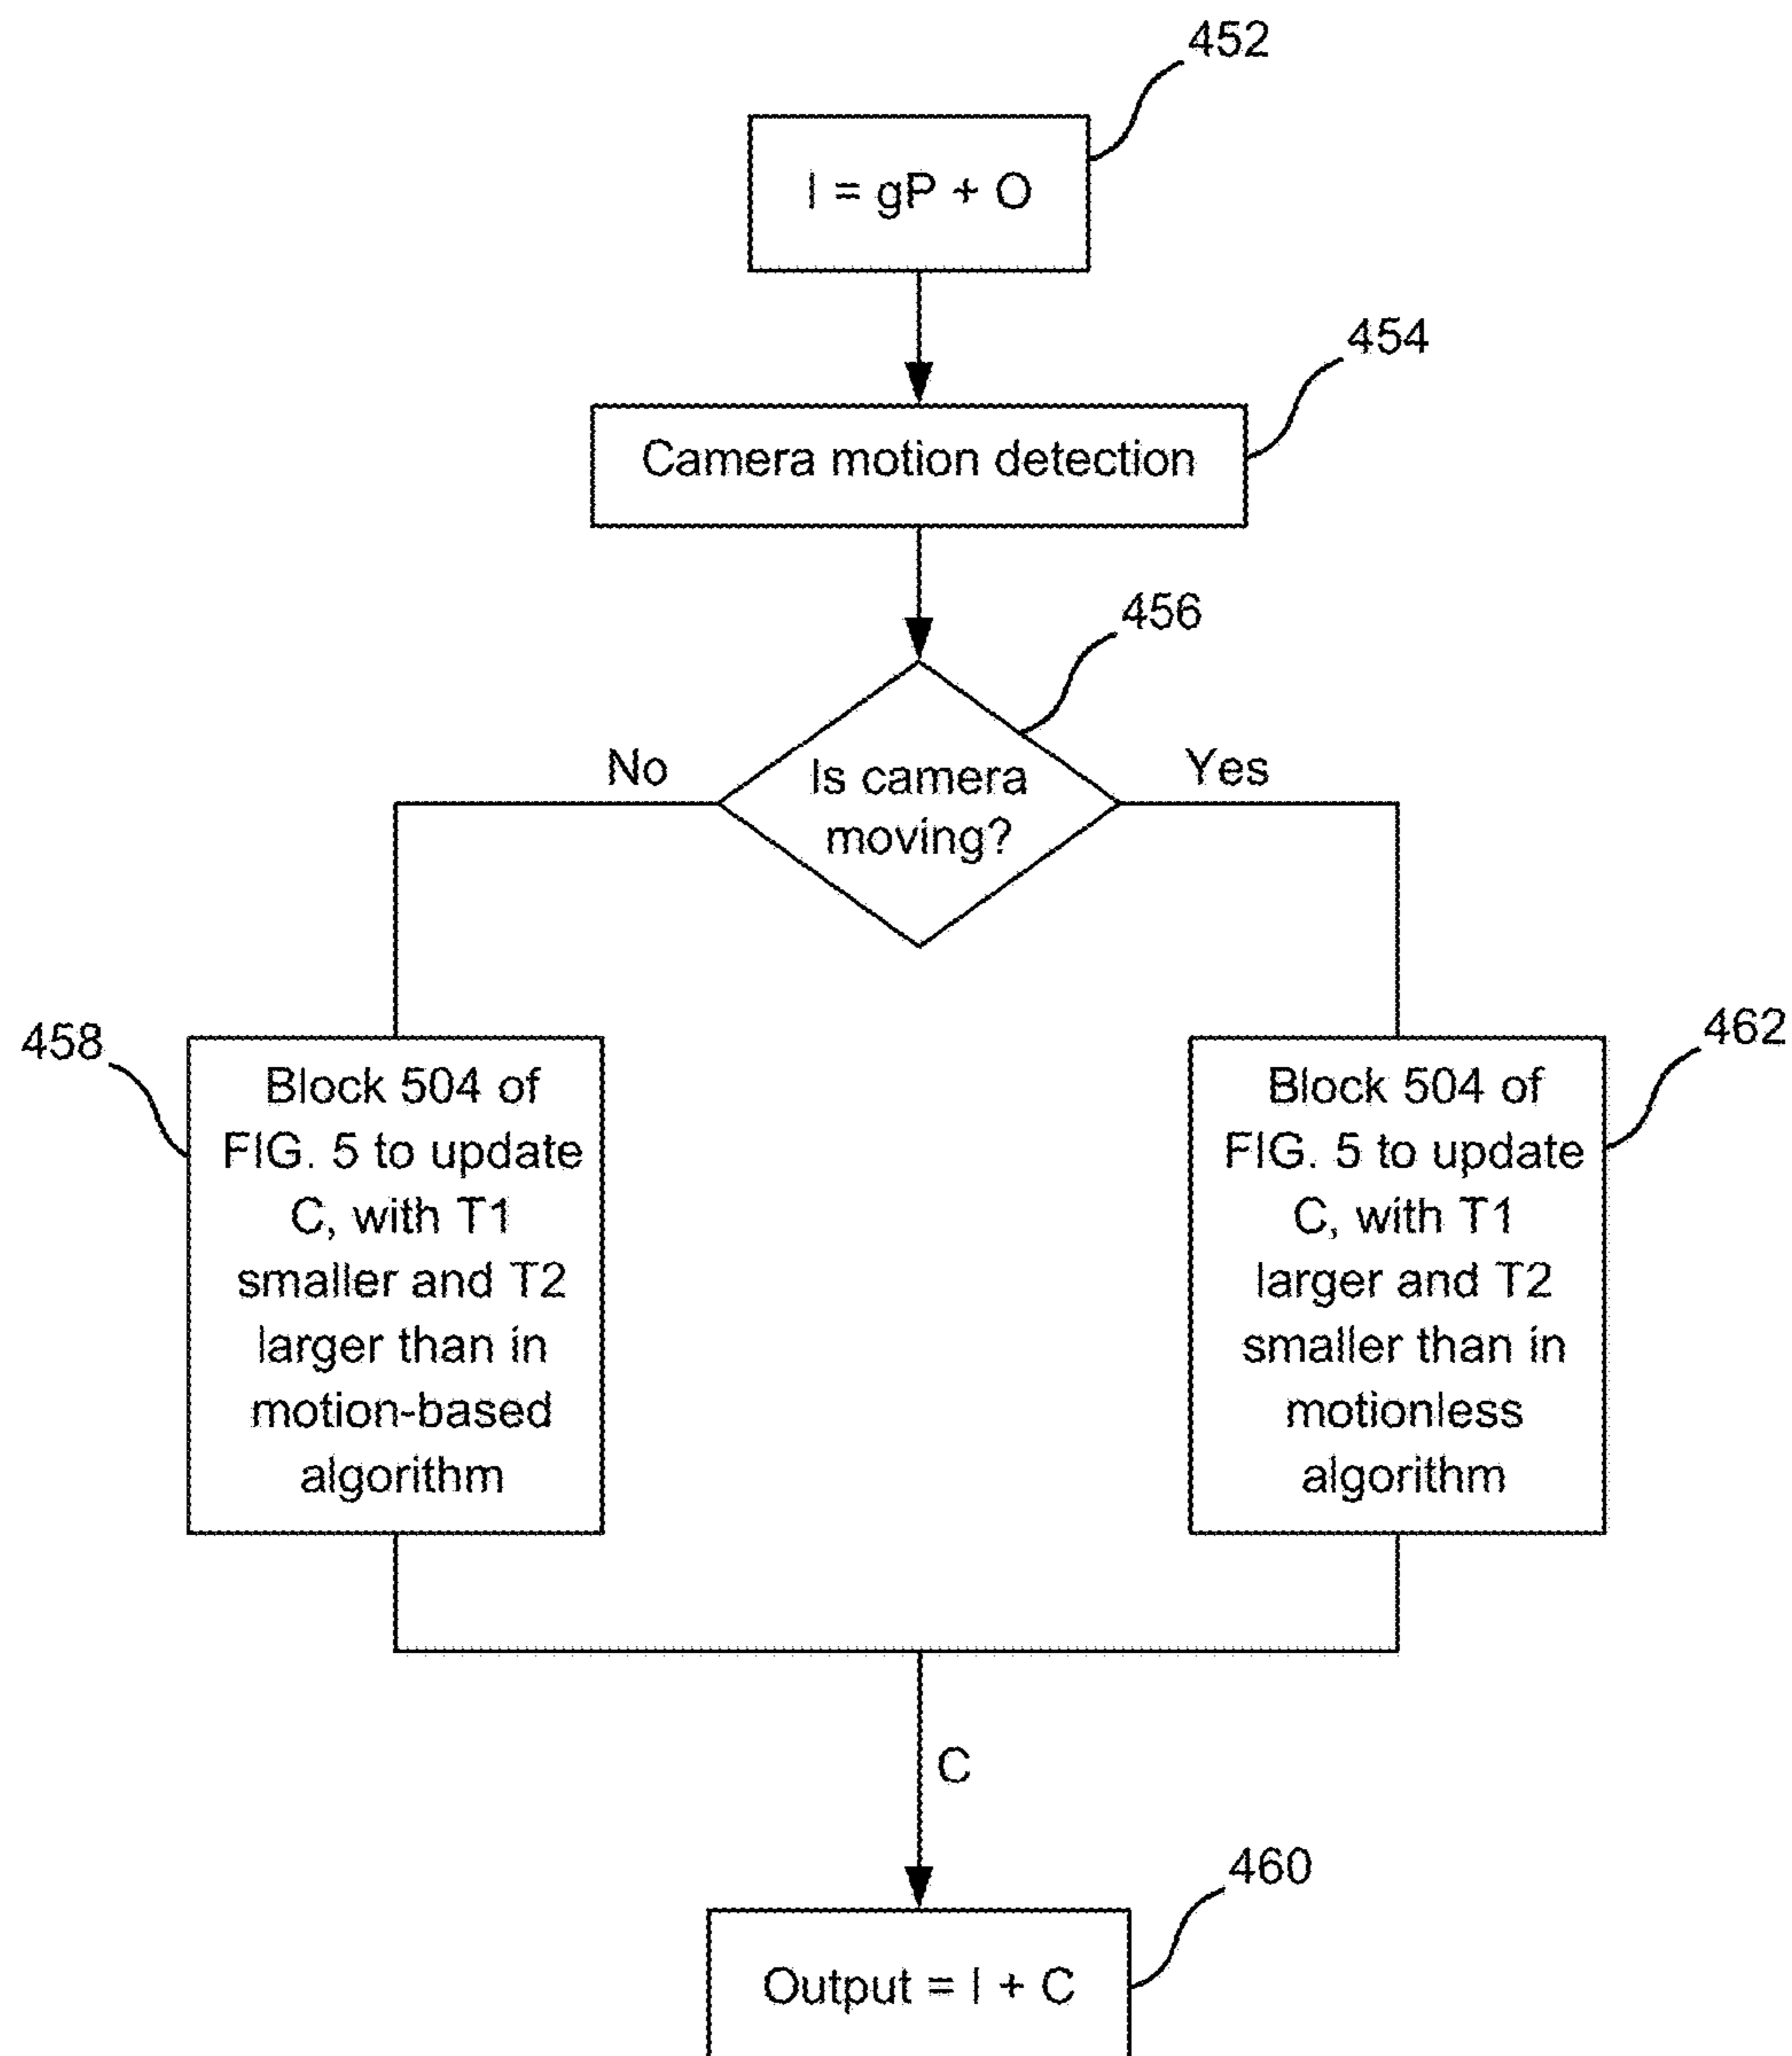 452
I = gP + O
454
Camera motion detection
456
No
Yes
Is camera
moving?
458
462
Block 504 of
FIG. 5 to update
C, with T1
smaller and T2
larger than in
motion-based
algorithm
Block 504 of
FIG. 5 to update
C, with T1
larger and T2
smaller than in
motionless
algorithm
C
460
Output = I + C